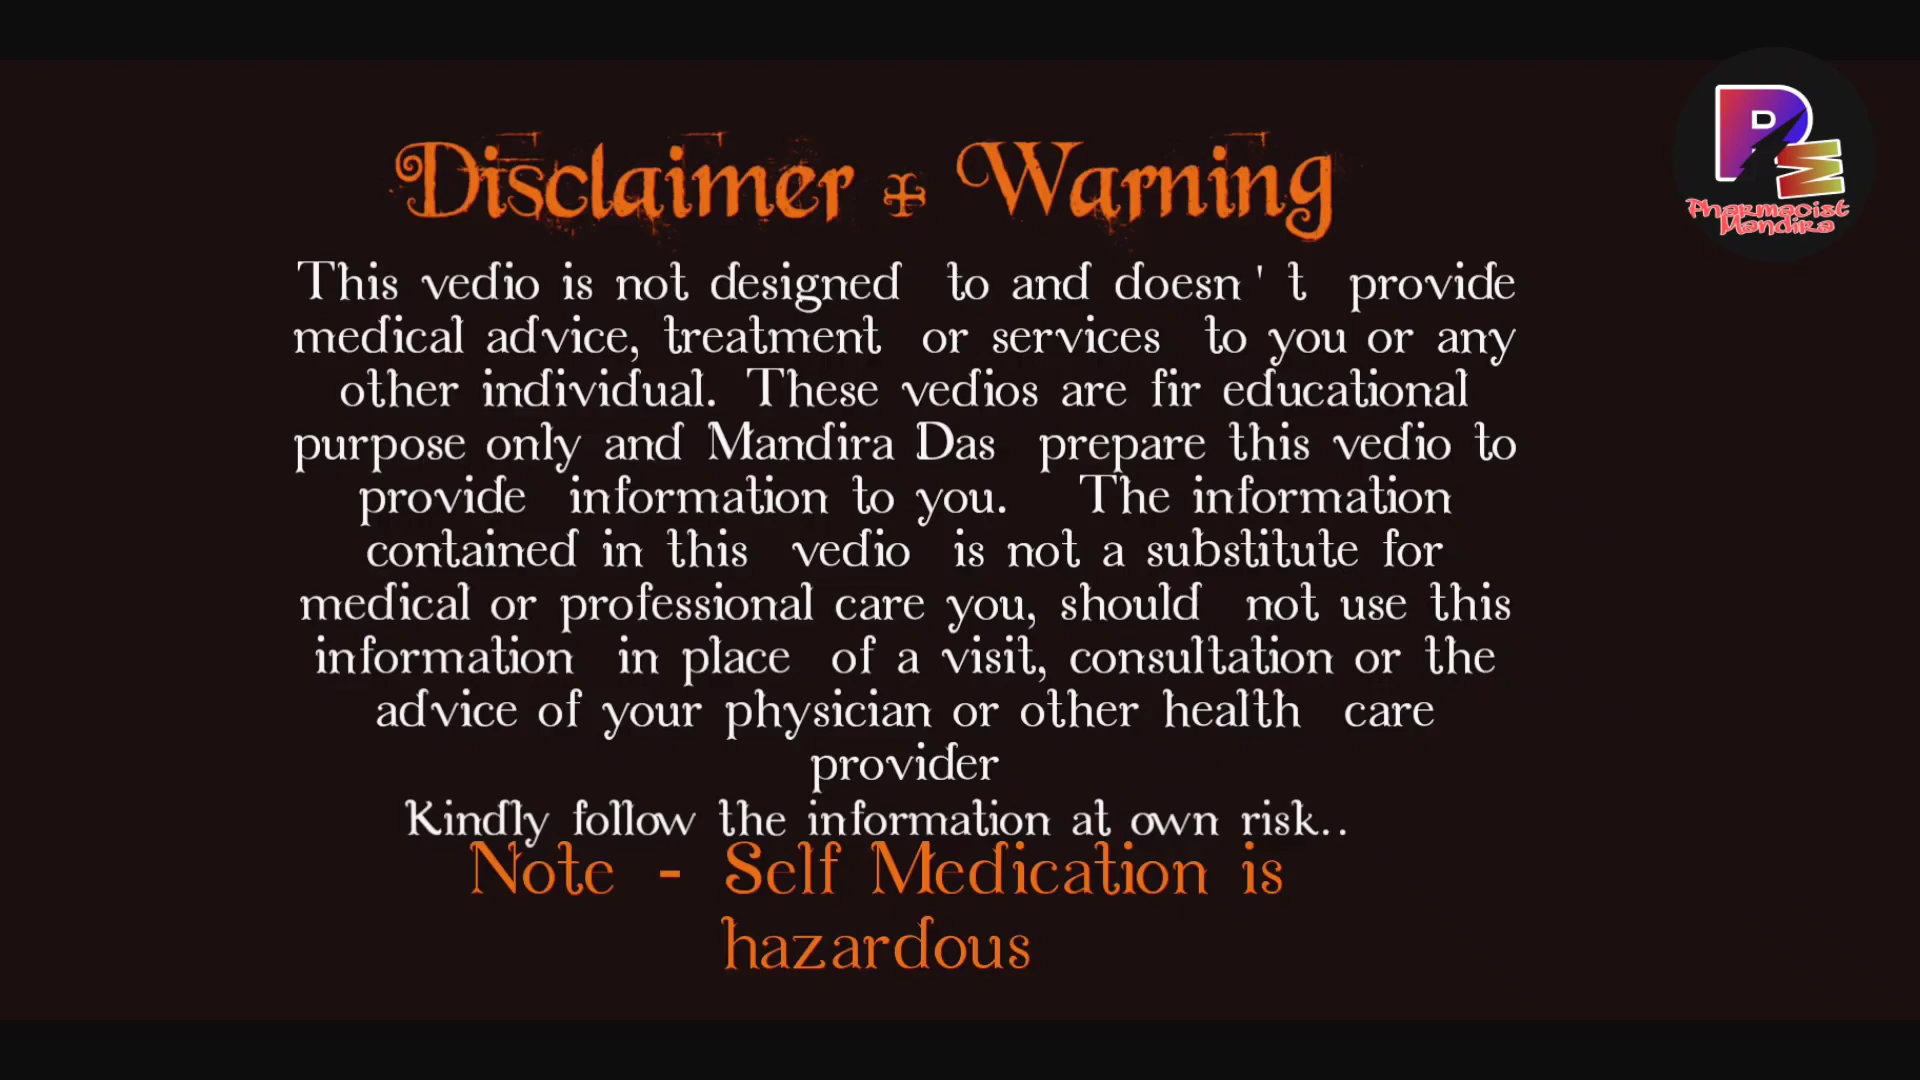 Disclaimer + Warning
This vedio is not designed to and doesn ' t provide
medical advice, treatment or services to you or any
other individual. These vedios are fir educational
purpose only and Mandira Das prepare this vedio to
provide information to you. The information
contained in this vedio is not a substitute for
medical or professional care you, should not use this
information in place of a visit, consultation or the
advice of your physician or other health care
provider
Kindly follow the information at own risk..
Note - Self Medication is
hazardous
PM
Pharmacist
Mandira